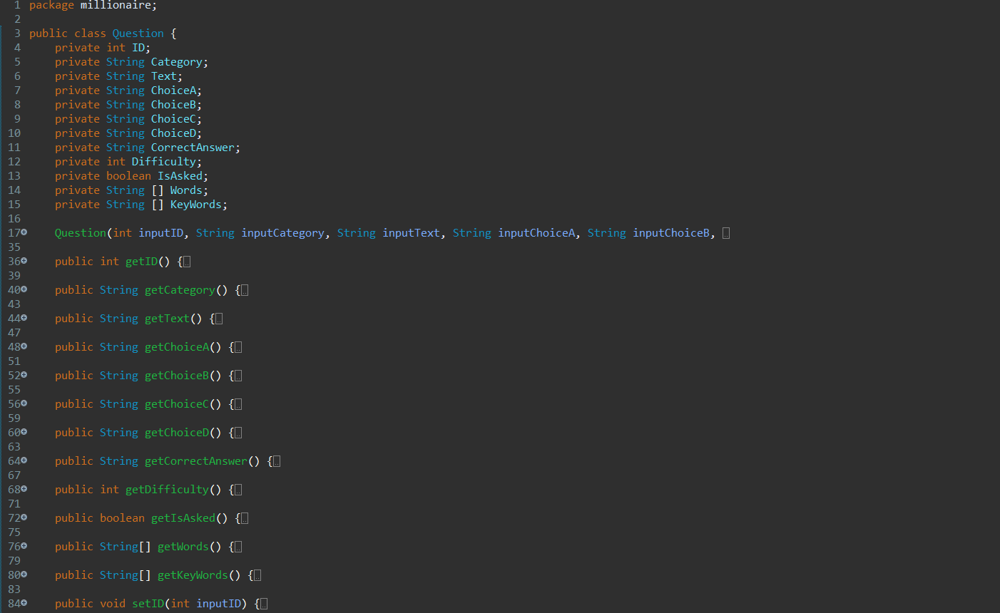 1 package millionaire;
2
3 public class Question {
4     private int ID;
5     private String Category;
6     private String Text;
7     private String ChoiceA;
8     private String ChoiceB;
9     private String ChoiceC;
10     private String ChoiceD;
11     private String CorrectAnswer;
12     private int Difficulty;
13     private boolean IsAsked;
14     private String [] Words;
15     private String [] KeyWords;
16
17     Question(int inputID, String inputCategory, String inputText, String inputChoiceA, String inputChoiceB,
35
36     public int getID() {
39
40     public String getCategory() {
43
44     public String getText() {
47
48     public String getChoiceA() {
51
52     public String getChoiceB() {
55
56     public String getChoiceC() {
59
60     public String getChoiceD() {
63
64     public String getCorrectAnswer() {
67
68     public int getDifficulty() {
71
72     public boolean getIsAsked() {
75
76     public String[] getWords() {
79
80     public String[] getKeyWords() {
83
84     public void setID(int inputID) {